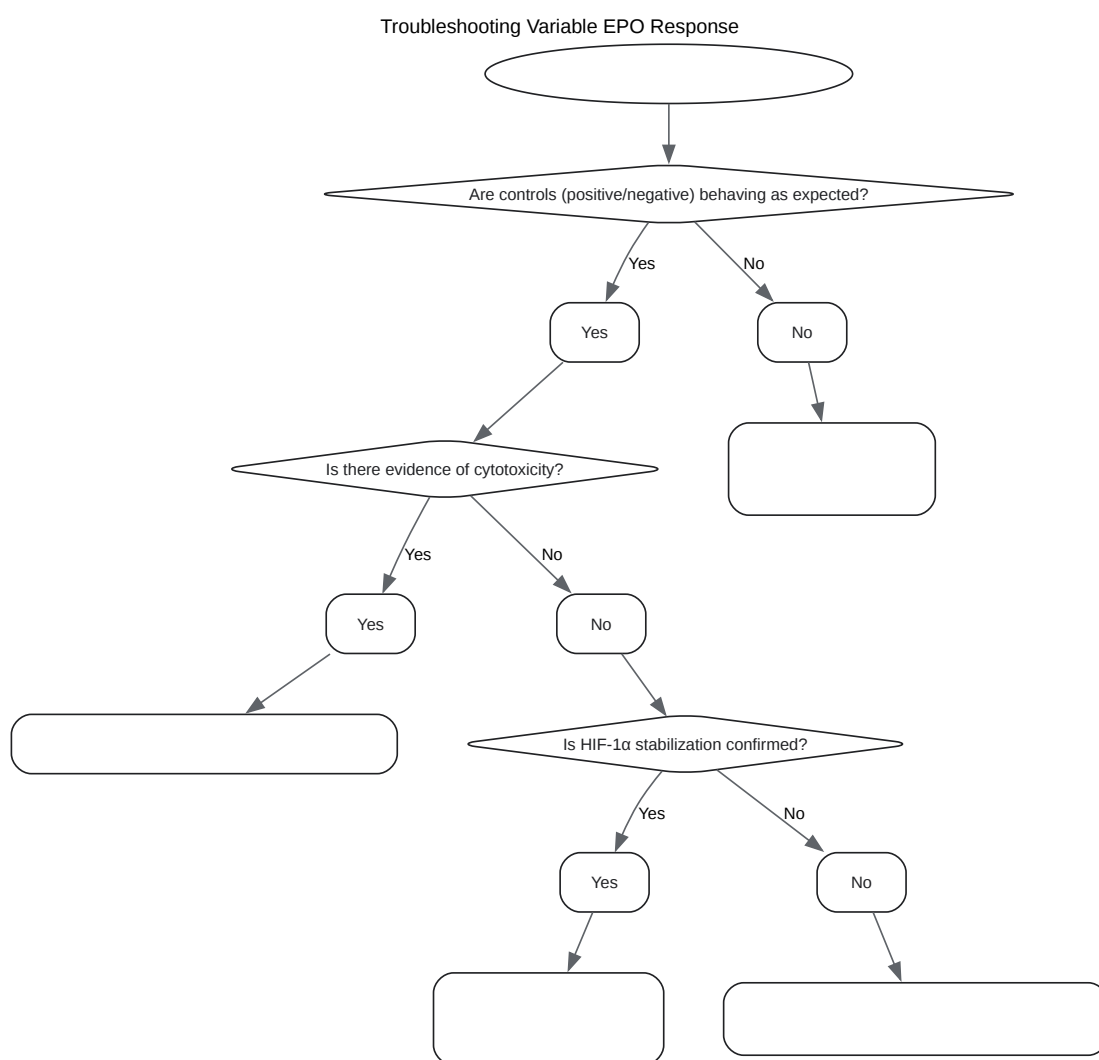 Troubleshooting Variable EPO Response
Are controls (positive/negative) behaving as expected?
Yes
No
Yes
No
Is there evidence of cytotoxicity?
Yes
No
Yes
No
Is HIF-1α stabilization confirmed?
Yes
No
Yes
No